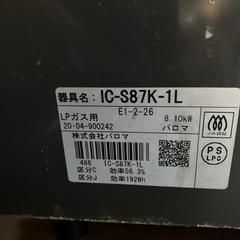 器具名：IC-S87K-1L
E1-2-26
LPガス用 8.10kW
20-04-900242 パロマ
株式会社パロマ
486 IC-S87K-1L
区分C 効率56.3%
区分J 効率192Wh
PS
LPG